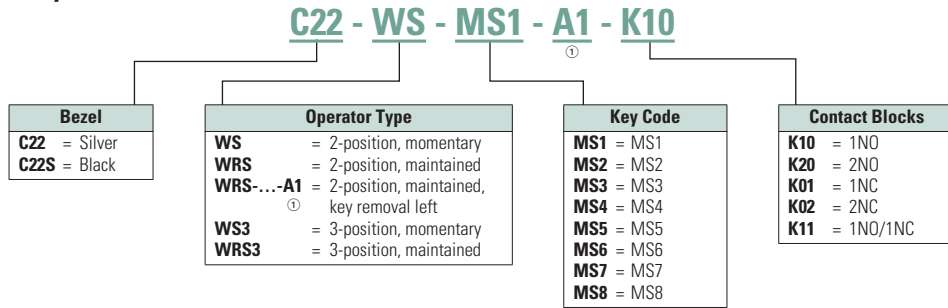 C22 - WS - MS1 - A1 - K10
①
Bezel
C22 = Silver
C22S = Black
Operator Type
WS = 2-position, momentary
WRS = 2-position, maintained
WRS-...-A1 = 2-position, maintained,
① key removal left
WS3 = 3-position, momentary
WRS3 = 3-position, maintained
Key Code
MS1 = MS1
MS2 = MS2
MS3 = MS3
MS4 = MS4
MS5 = MS5
MS6 = MS6
MS7 = MS7
MS8 = MS8
Contact Blocks
K10 = 1NO
K20 = 2NO
K01 = 1NC
K02 = 2NC
K11 = 1NO/1NC